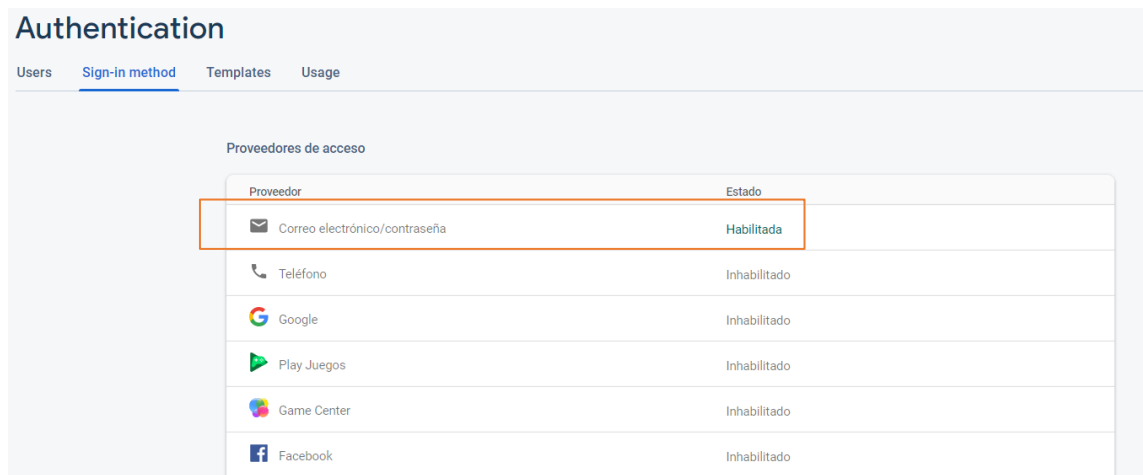 Authentication
Users Sign-in method Templates Usage
Proveedores de acceso
Proveedor Estado
Correo electrónico/contraseña Habilitada
Teléfono Inhabilitado
Google Inhabilitado
Play Juegos Inhabilitado
Game Center Inhabilitado
Facebook Inhabilitado